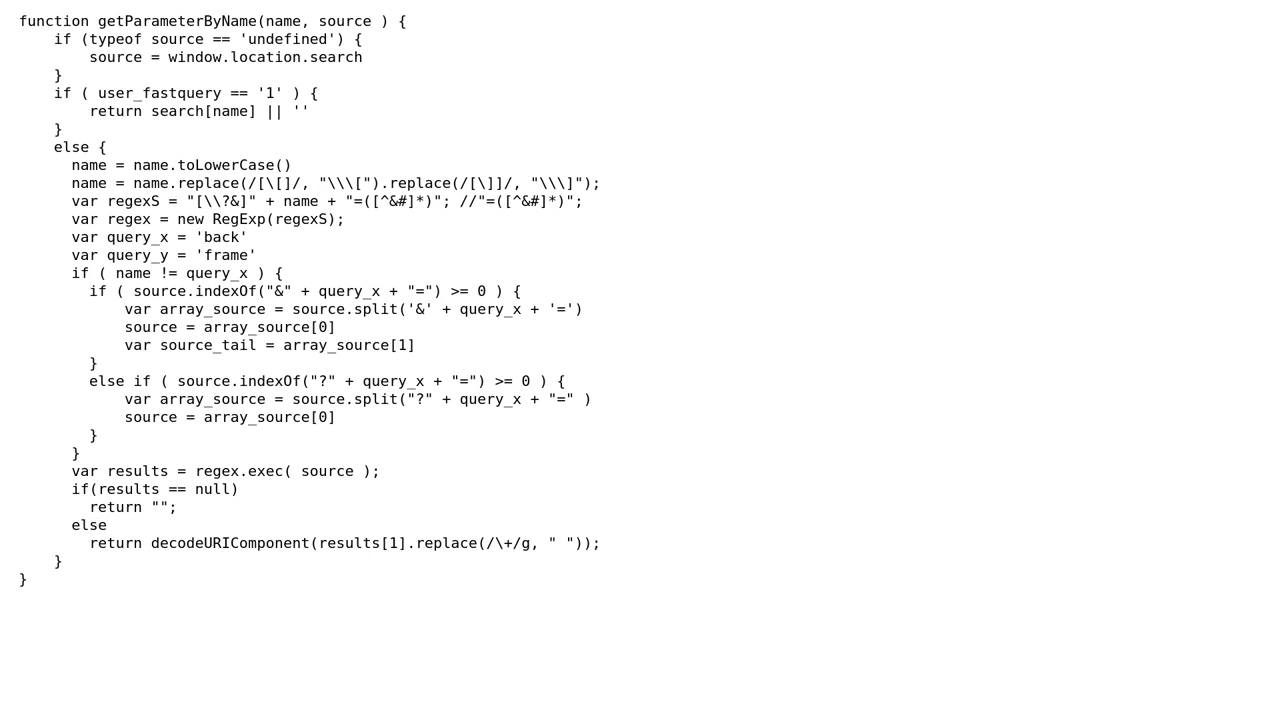 function getParameterByName(name, source ) {
    if (typeof source == 'undefined') {
        source = window.location.search
    }
    if ( user_fastquery == '1' ) {
        return search[name] || ''
    }
    else {
      name = name.toLowerCase()
      name = name.replace(/[\[]/, "\\\[").replace(/[\]]/, "\\\]");
      var regexS = "[\\?&]" + name + "=([^&#]*)"; //"=([^&#]*)";
      var regex = new RegExp(regexS);
      var query_x = 'back'
      var query_y = 'frame'
      if ( name != query_x ) {
        if ( source.indexOf("&" + query_x + "=") >= 0 ) {
            var array_source = source.split('&' + query_x + '=')
            source = array_source[0]
            var source_tail = array_source[1]
        }
        else if ( source.indexOf("?" + query_x + "=") >= 0 ) {
            var array_source = source.split("?" + query_x + "=" )
            source = array_source[0]
        }
      }
      var results = regex.exec( source );
      if(results == null)
        return "";
      else
        return decodeURIComponent(results[1].replace(/\+/g, " "));
    }
}